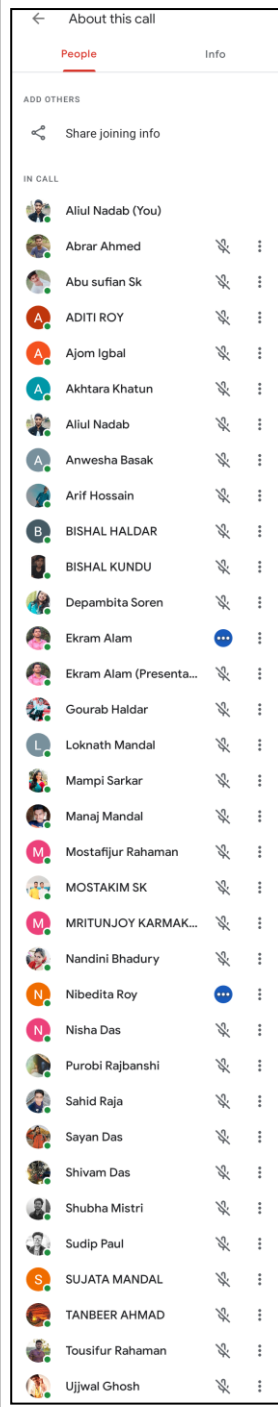 About this call
People Info
ADD OTHERS
Share joining info
IN CALL
Aliul Nadab (You)
Abrar Ahmed
Abu sufian Sk
A ADITI ROY
A Ajom Igbal
A Akhtara Khatun
Aliul Nadab
A Anwesha Basak
Arif Hossain
B BISHAL HALDAR
BISHAL KUNDU
Depambita Soren
Ekram Alam
Ekram Alam (Presenta...
Gourab Haldar
L Loknath Mandal
Mampi Sarkar
Manaj Mandal
M Mostafijur Rahaman
MOSTAKIM SK
M MRITUNJOY KARMAK...
Nandini Bhadury
N Nibedita Roy
N Nisha Das
Purobi Rajbanshi
Sahid Raja
Sayan Das
Shivam Das
Shubha Mistri
Sudip Paul
S SUJATA MANDAL
TANBEER AHMAD
Tousifur Rahaman
Ujjwal Ghosh